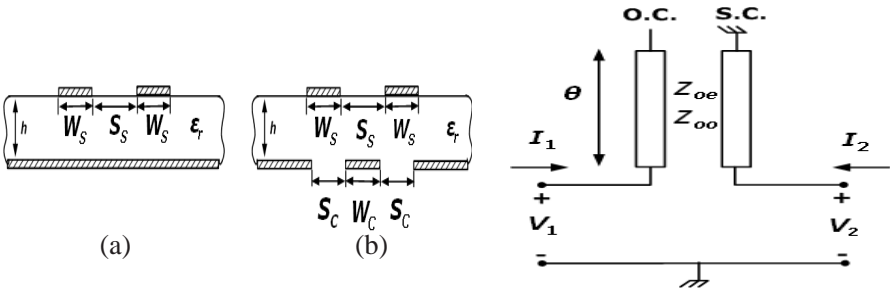 h
W_S
S_S
W_S
ε_r
(a)
h
W_S
S_S
W_S
ε_r
S_C
W_C
S_C
(b)
O.C.
S.C.
θ
Z_oe
Z_oo
I_1
I_2
+
V_1
-
+
V_2
-